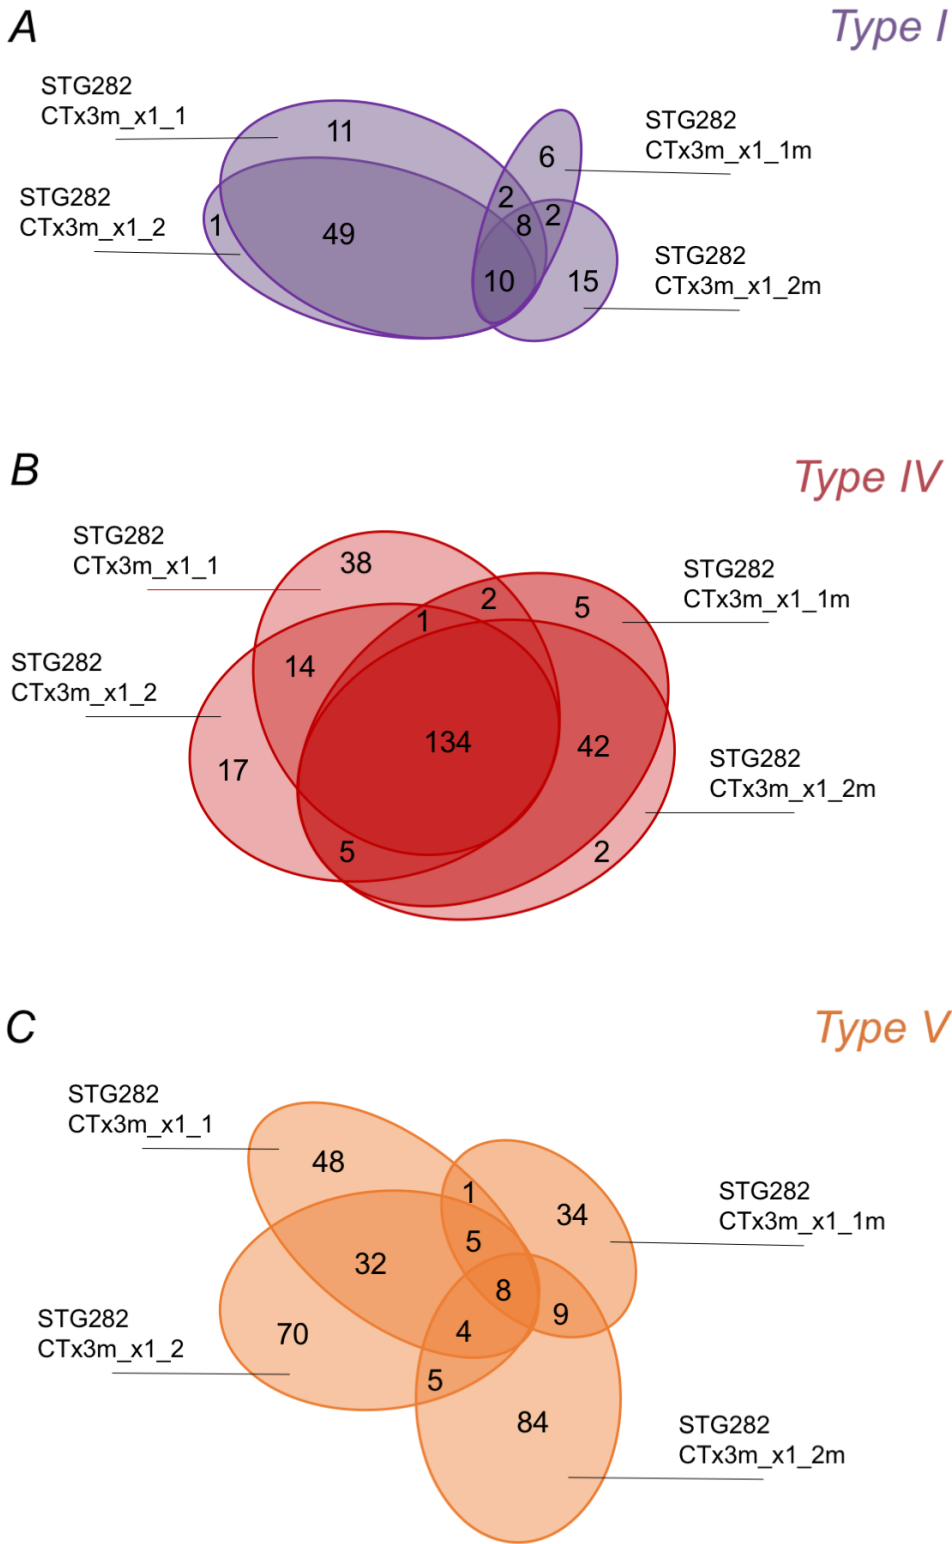 A
Type I
STG282
CTx3m_x1_1
11
STG282
CTx3m_x1_1m
6
STG282
CTx3m_x1_2
2
2
8
1
49
STG282
CTx3m_x1_2m
10
15
B
Type IV
STG282
CTx3m_x1_1
38
STG282
CTx3m_x1_1m
2
5
1
STG282
CTx3m_x1_2
14
134
42
STG282
CTx3m_x1_2m
17
5
2
C
Type V
STG282
CTx3m_x1_1
48
1
34
STG282
CTx3m_x1_1m
5
32
8
9
STG282
CTx3m_x1_2
70
4
5
84
STG282
CTx3m_x1_2m